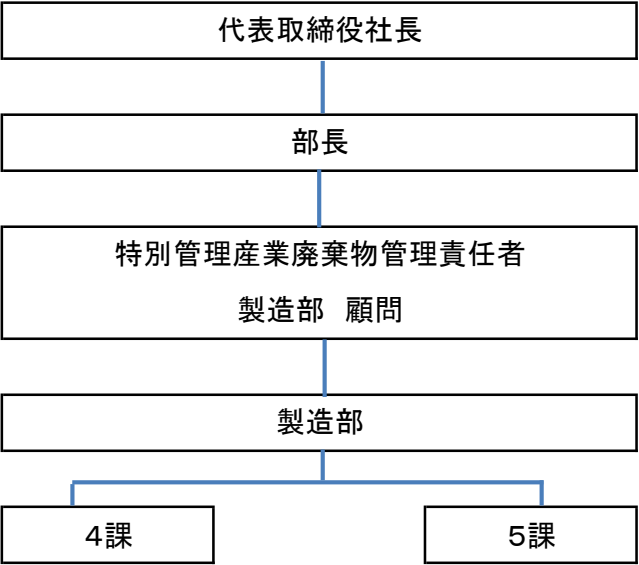 代表取締役社長
部長
特別管理産業廃棄物管理責任者
製造部　顧問
製造部
4課
5課